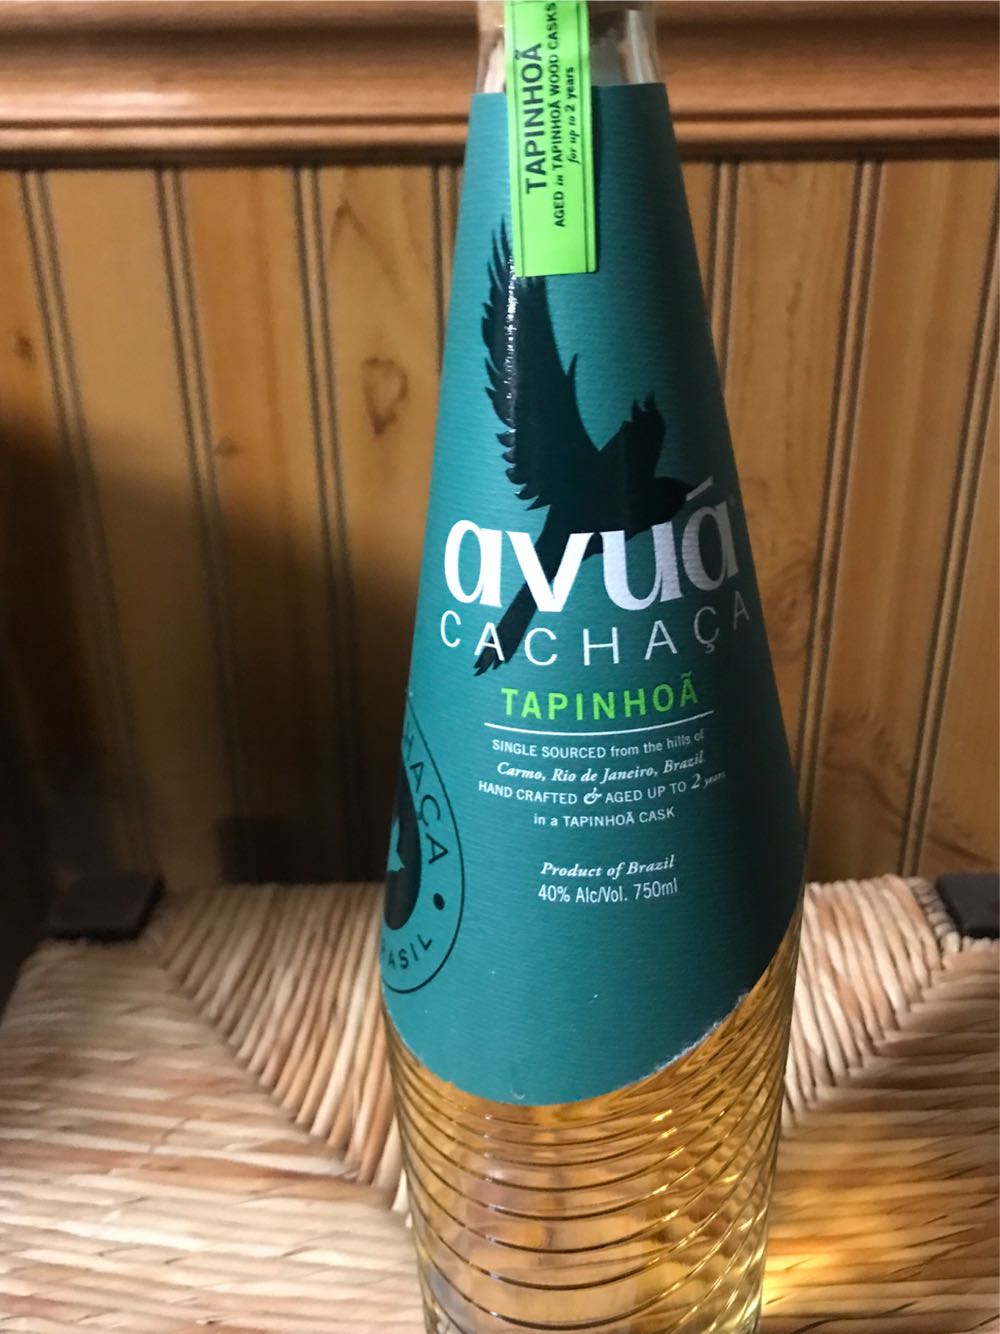 TAPINHOÃ
AGED in TAPINHOÃ WOOD CASKS
for up to 2 years
avuá
CACHAÇA
TAPINHOÃ
SINGLE SOURCED from the hills of
Carmo, Rio de Janeiro, Brazil
HAND CRAFTED & AGED UP TO 2 years
in a TAPINHOÃ CASK
Product of Brazil
40% Alc/Vol. 750ml
HAÇA •
RASIL